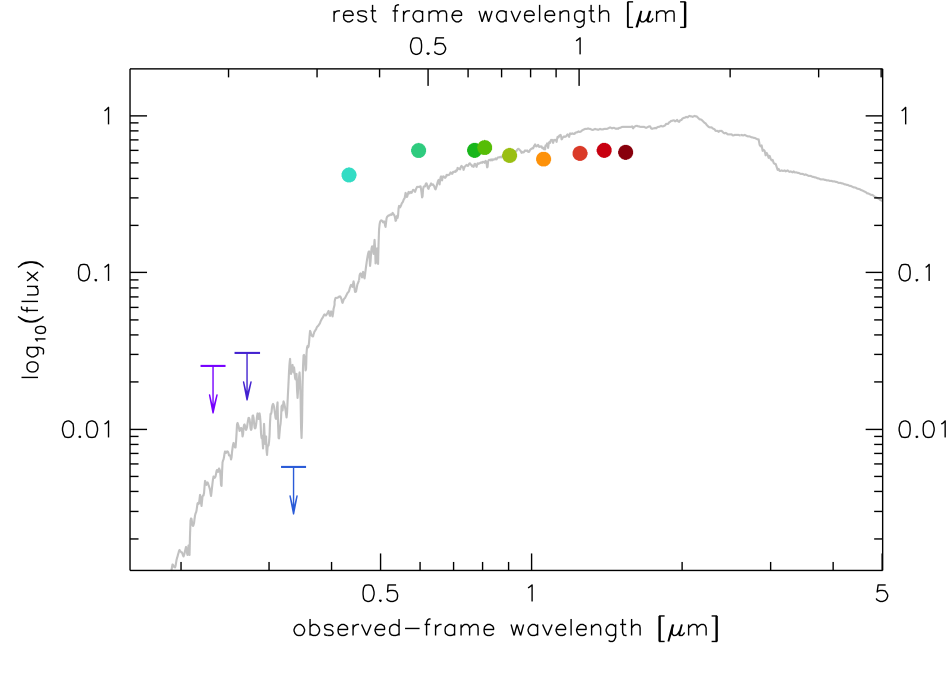 rest frame wavelength [μm]
0.5 1
1 1
0.1 0.1
0.01 0.01
log10(flux)
0.5 1 5
observed-frame wavelength [μm]